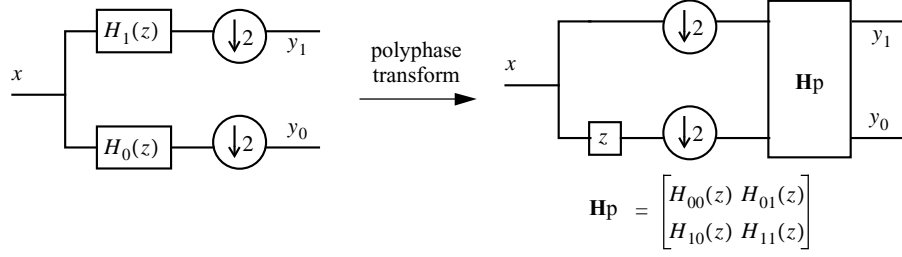 H₁(z) ↓2 y₁
x
H₀(z) ↓2 y₀
polyphase
transform
↓2 y₁
x Hp
z ↓2 y₀
Hp = [H₀₀(z) H₀₁(z)
H₁₀(z) H₁₁(z)]